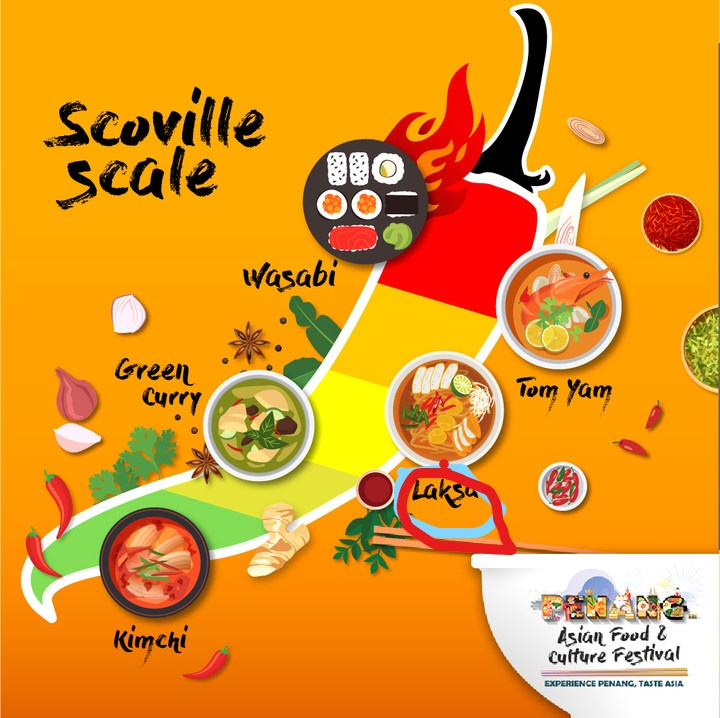 Scoville
scale
Wasabi
Green
Curry
Tom Yam
Laksa
Kimchi
PENANG
Asian Food &
Culture Festival
EXPERIENCE PENANG, TASTE ASIA